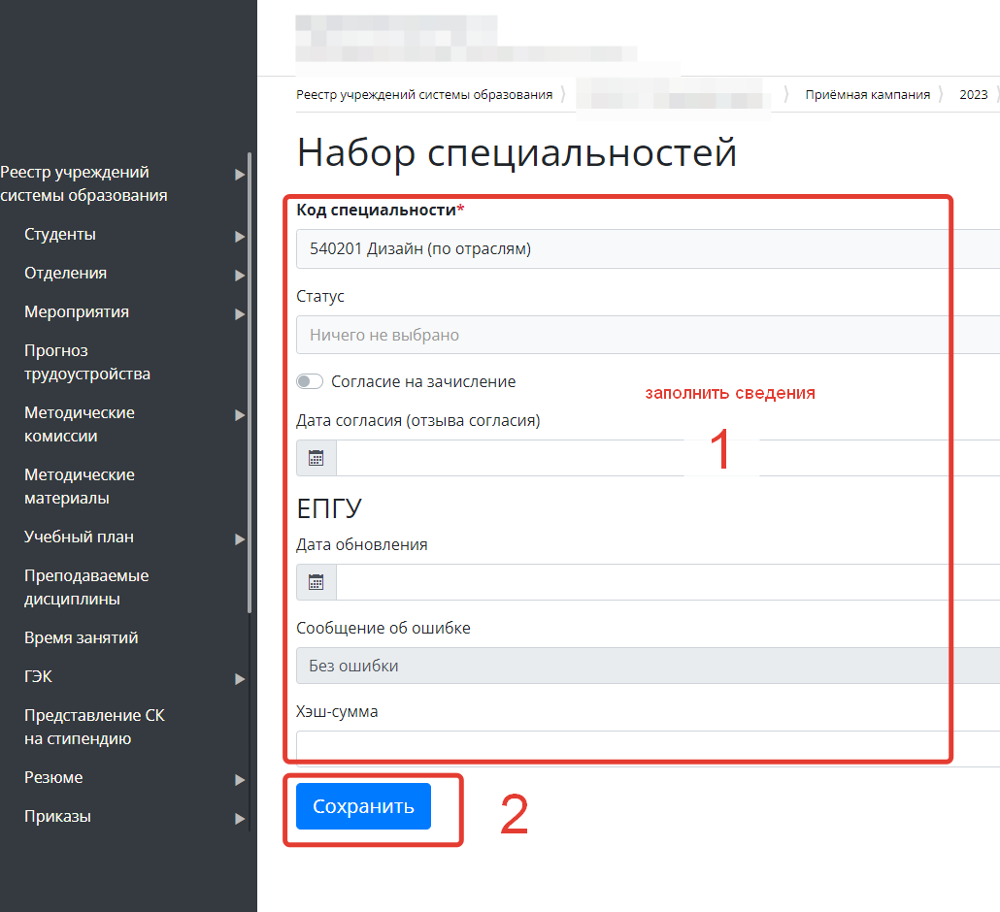 Реестр учреждений системы образования
Приёмная кампания
2023
Набор специальностей
Реестр учреждений
системы образования
Студенты
Отделения
Мероприятия
Прогноз
трудоустройства
Методические
комиссии
Методические
материалы
Учебный план
Преподаваемые
дисциплины
Время занятий
ГЭК
Представление СК
на стипендию
Резюме
Приказы
Код специальности*
540201 Дизайн (по отраслям)
Статус
Ничего не выбрано
Согласие на зачисление
заполнить сведения
1
Дата согласия (отзыва согласия)
ЕПГУ
Дата обновления
Сообщение об ошибке
Без ошибки
Хэш-сумма
Сохранить
2